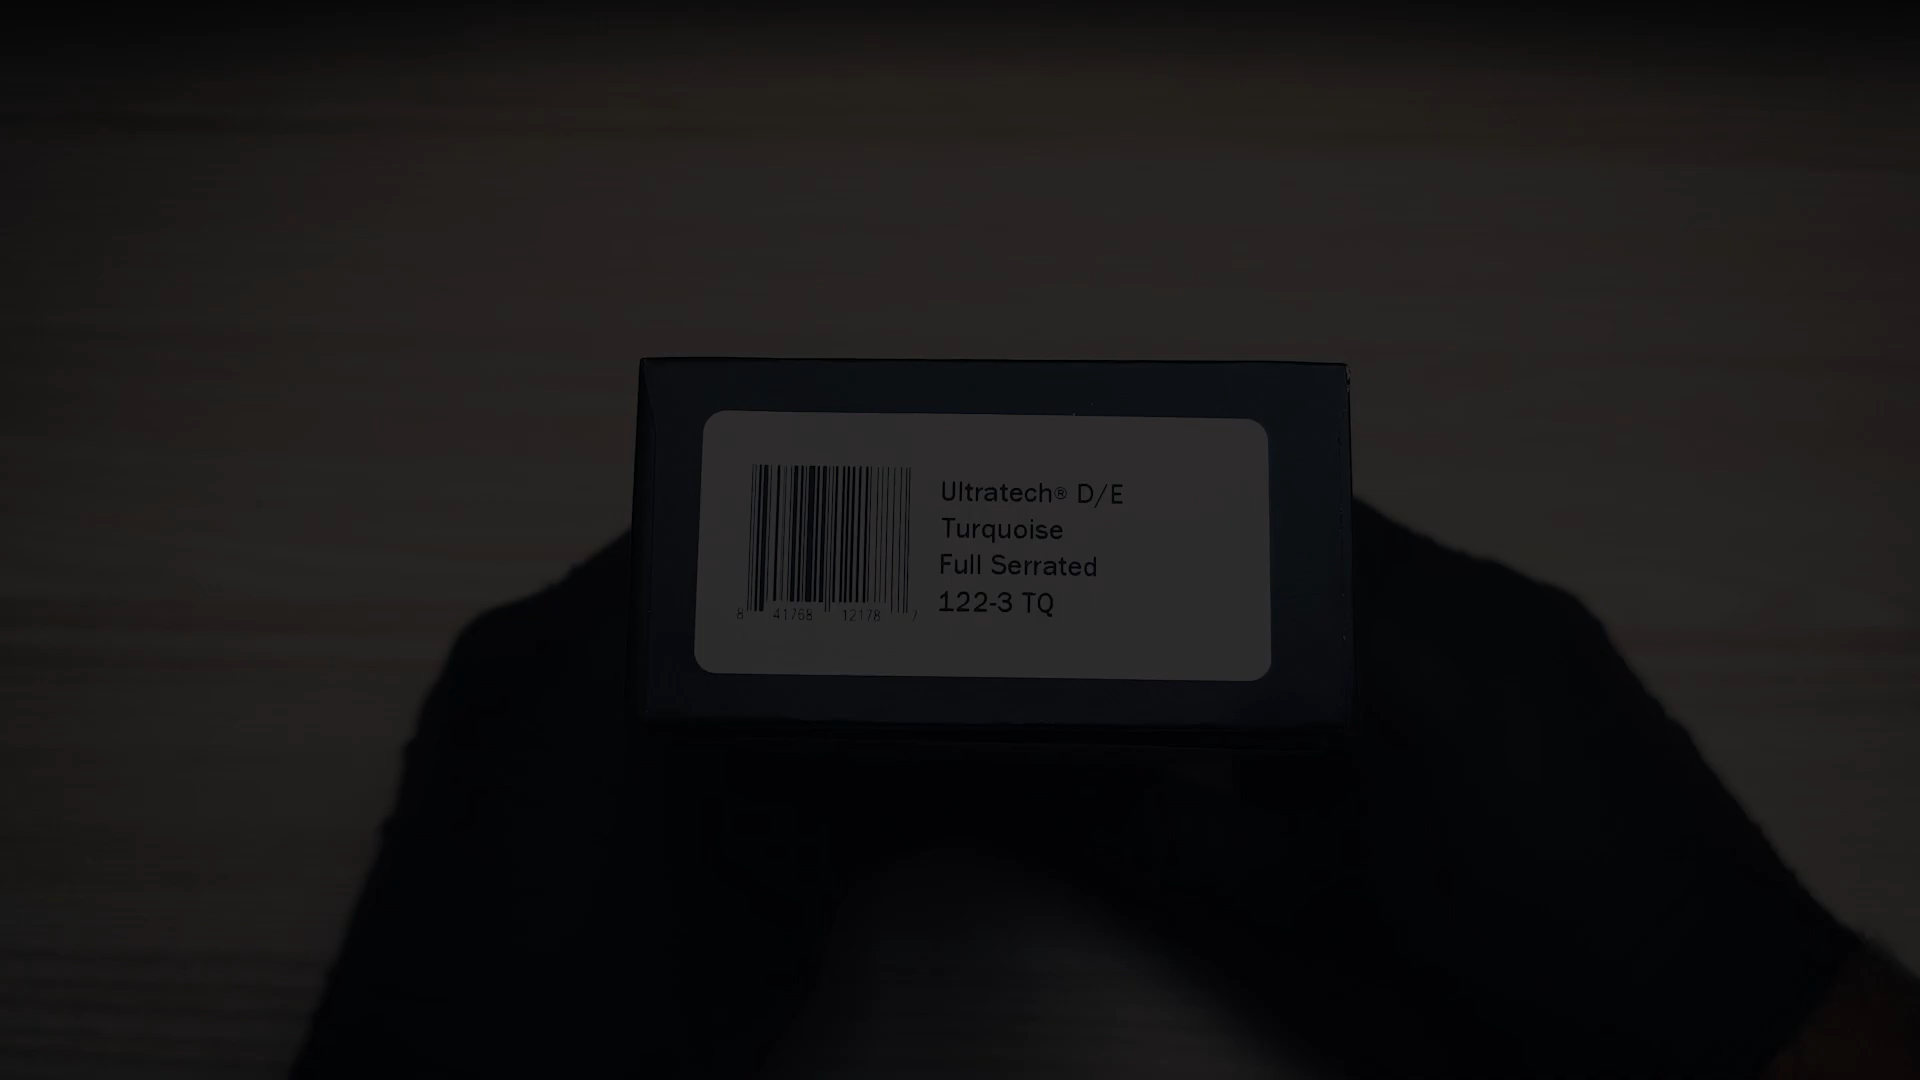 Ultratech® D/E
Turquoise
Full Serrated
122-3 TQ
8 41768 12178 7